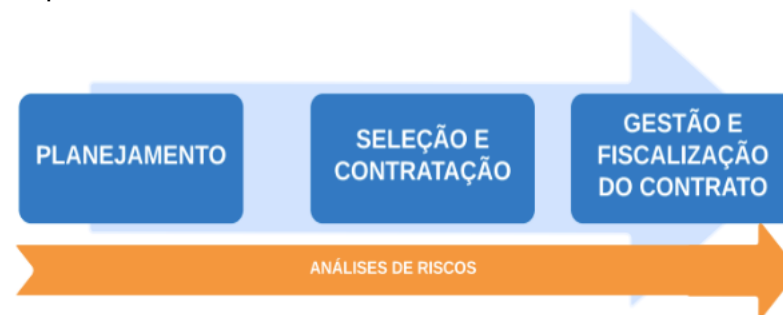 PLANEJAMENTO
SELEÇÃO E
CONTRATAÇÃO
GESTÃO E
FISCALIZAÇÃO
DO CONTRATO
ANÁLISES DE RISCOS